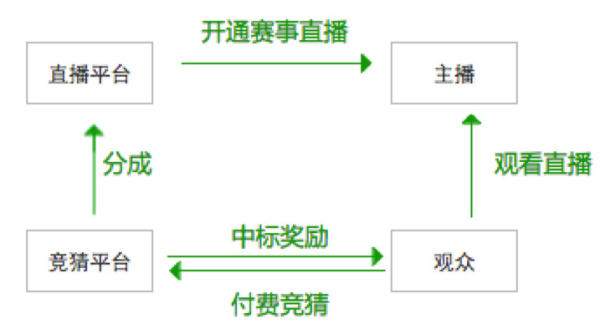 开通赛事直播
直播平台
主播
分成
观看直播
中标奖励
竞猜平台
观众
付费竞猜